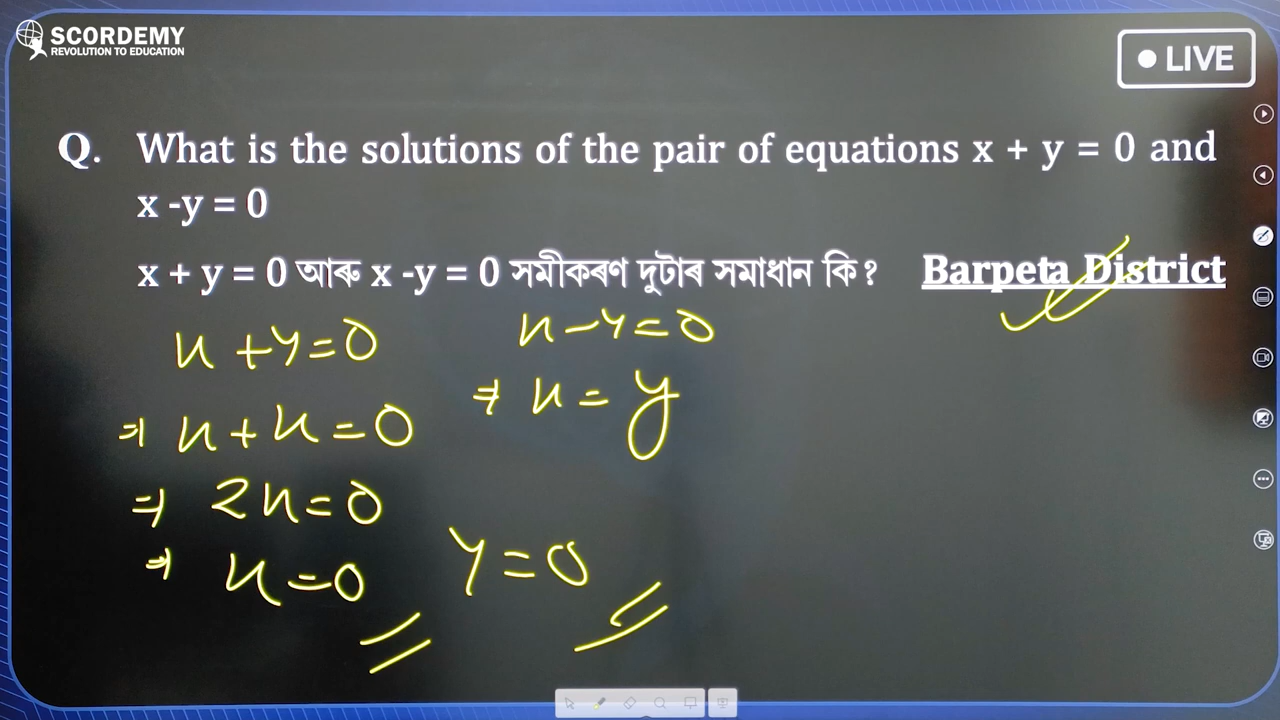 SCORDEMY
REVOLUTION TO EDUCATION
LIVE
Q. What is the solutions of the pair of equations x + y = 0 and
x -y = 0
x + y = 0 আৰু x -y = 0 সমীকৰণ দুটাৰ সমাধান কি ? Barpeta District
x + y = 0
x - y = 0
⇒ x = y
⇒ x + x = 0
⇒ 2x = 0
⇒ x = 0
y = 0